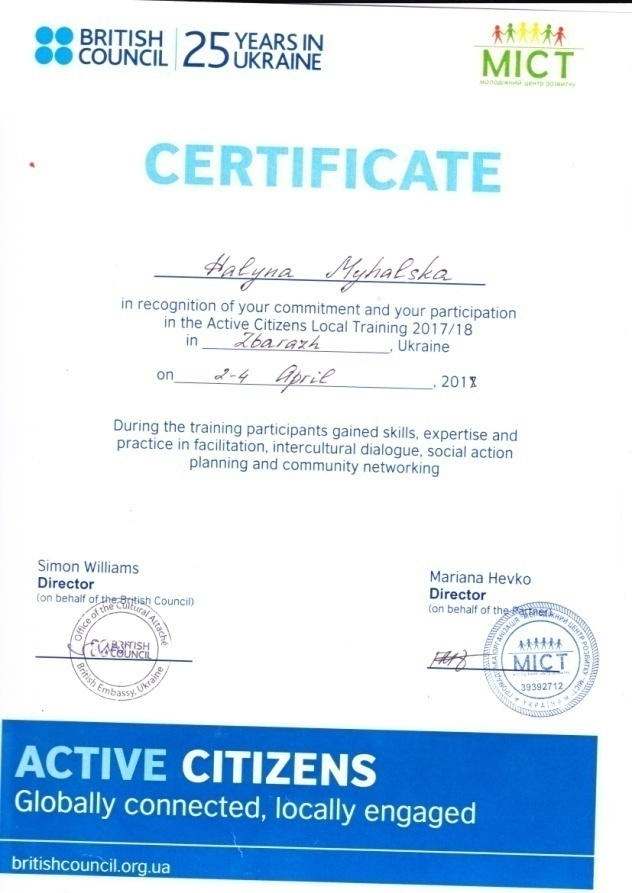 BRITISH COUNCIL
25 YEARS IN UKRAINE
МІСТ
МОЛОДІЖНИЙ ЦЕНТР РОЗВИТКУ
CERTIFICATE
Halyna Myhalska
in recognition of your commitment and your participation
in the Active Citizens Local Training 2017/18
in Zbarazh, Ukraine
on 2-4 April, 2018
During the training participants gained skills, expertise and
practice in facilitation, intercultural dialogue, social action
planning and community networking
Simon Williams
Director
(on behalf of the British Council)
Office of the Cultural Attaché
BRITISH COUNCIL
British Embassy, Ukraine
Mariana Hevko
Director
(on behalf of the Partner)
МІСТ
39392712
УКРАЇНА
ACTIVE CITIZENS
Globally connected, locally engaged
britishcouncil.org.ua